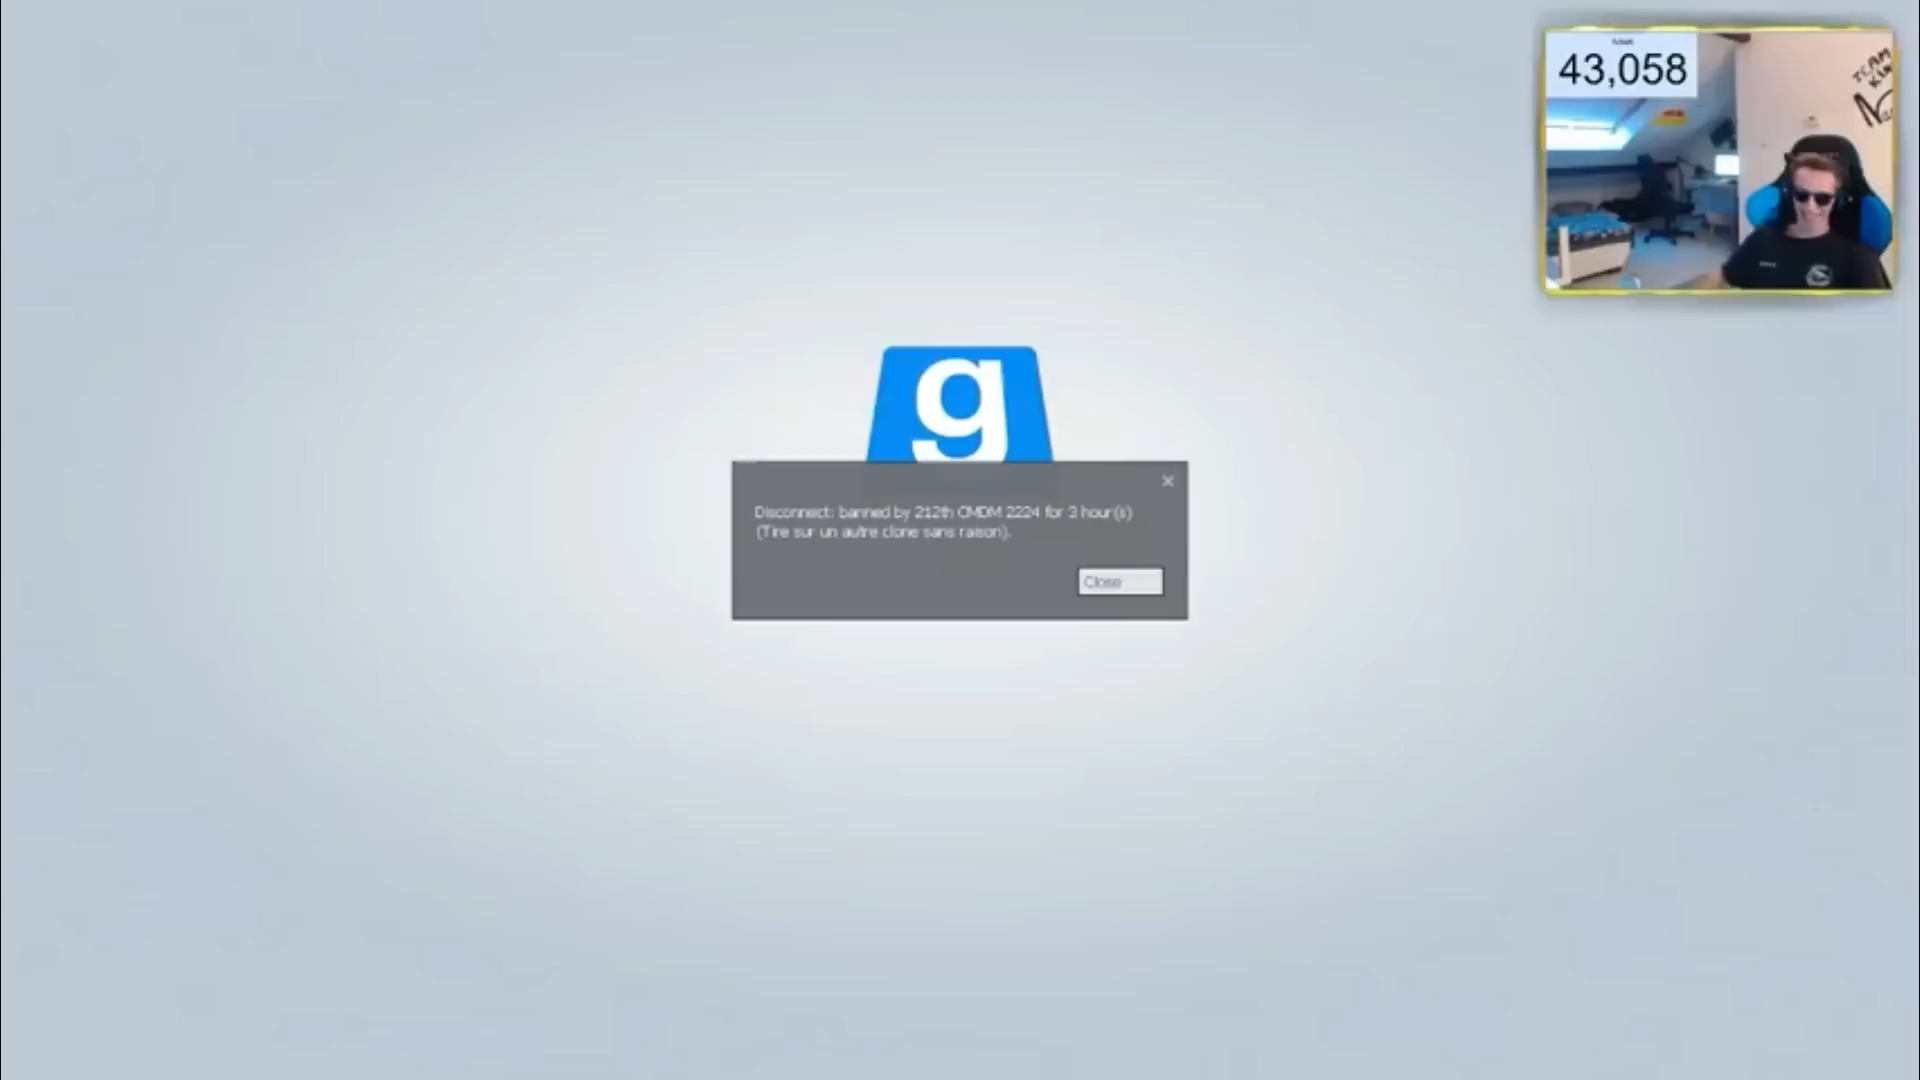 43,058
TEAM
g
Disconnect: banned by 212th CMDM 2224 for 3 hour(s)
(Tire sur un autre clone sans raison).
Close